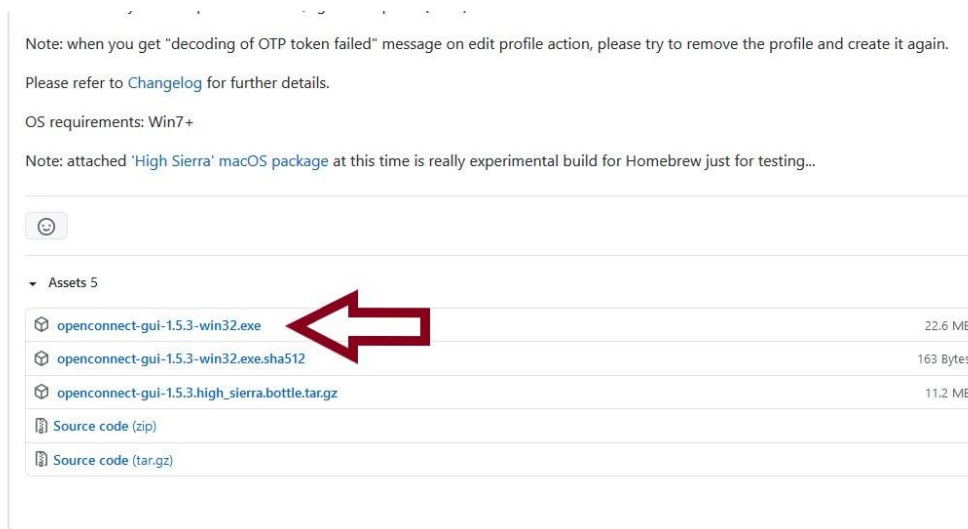 Note: when you get "decoding of OTP token failed" message on edit profile action, please try to remove the profile and create it again.
Please refer to Changelog for further details.
OS requirements: Win7+
Note: attached 'High Sierra' macOS package at this time is really experimental build for Homebrew just for testing...
Assets 5
openconnect-gui-1.5.3-win32.exe 22.6 MB
openconnect-gui-1.5.3-win32.exe.sha512 163 Bytes
openconnect-gui-1.5.3.high_sierra.bottle.tar.gz 11.2 MB
Source code (zip)
Source code (tar.gz)